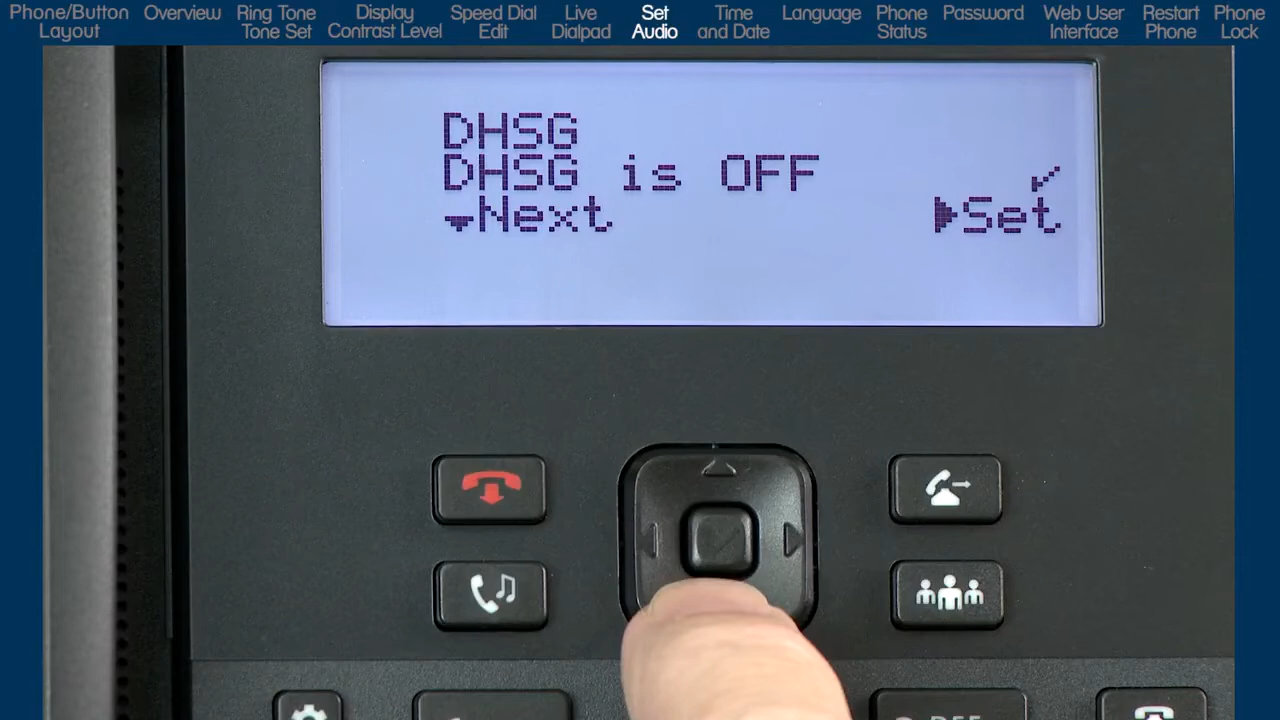 Phone/Button Layout
Overview
Ring Tone Tone Set
Display Contrast Level
Speed Dial Edit
Live Dialpad
Set Audio
Time and Date
Language
Phone Status
Password
Web User Interface
Restart Phone
Phone Lock
DHSG
DHSG is OFF
Next
Set